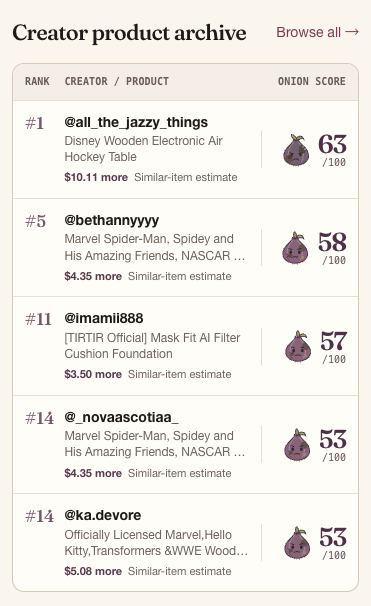 Creator product archive Browse all →
RANK CREATOR / PRODUCT ONION SCORE
#1 @all_the_jazzy_things
Disney Wooden Electronic Air
Hockey Table
$10.11 more Similar-item estimate
63
/100
#5 @bethannyyyy
Marvel Spider-Man, Spidey and
His Amazing Friends, NASCAR ...
$4.35 more Similar-item estimate
58
/100
#11 @imamii888
[TIRTIR Official] Mask Fit AI Filter
Cushion Foundation
$3.50 more Similar-item estimate
57
/100
#14 @_novaascotiaa_
Marvel Spider-Man, Spidey and
His Amazing Friends, NASCAR ...
$4.35 more Similar-item estimate
53
/100
#14 @ka.devore
Officially Licensed Marvel,Hello
Kitty,Transformers &WWE Wood...
$5.08 more Similar-item estimate
53
/100